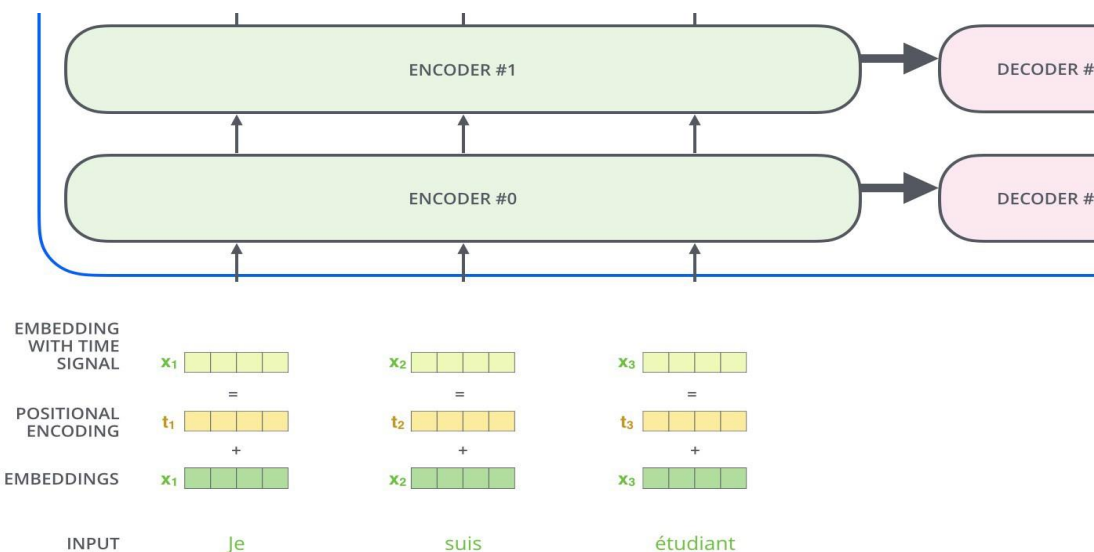 ENCODER #1
DECODER #
ENCODER #0
DECODER #
EMBEDDING
WITH TIME
SIGNAL
x₁ x₂ x₃
= = =
POSITIONAL
ENCODING
t₁ t₂ t₃
+ + +
EMBEDDINGS x₁ x₂ x₃
INPUT Je suis étudiant